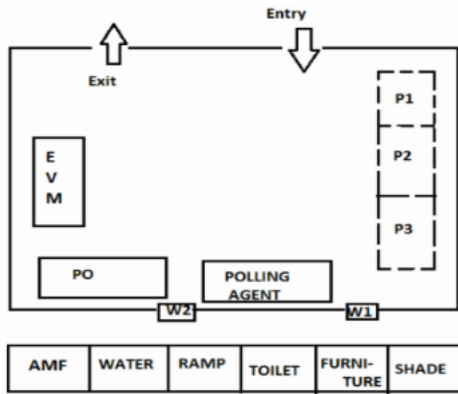 Entry
Exit
P1
P2
P3
E
V
M
PO
POLLING
AGENT
W2
W1
AMF
WATER
RAMP
TOILET
FURNI-
TURE
SHADE